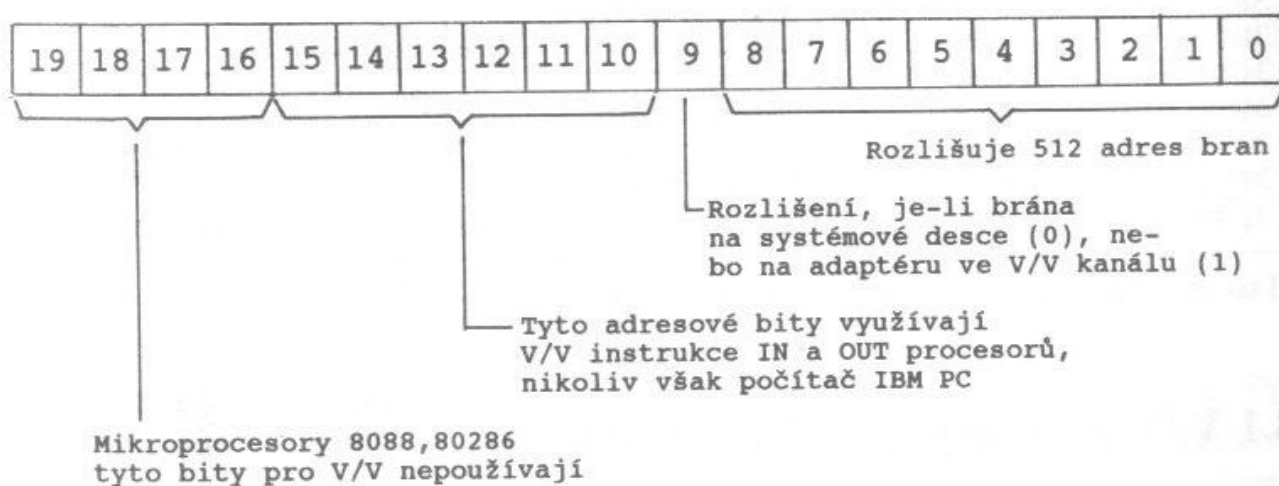 19 18 17 16 15 14 13 12 11 10 9 8 7 6 5 4 3 2 1 0
Rozlišuje 512 adres bran
Rozlišení, je-li brána
na systémové desce (0), ne-
bo na adaptéru ve V/V kanálu (1)
Tyto adresové bity využívají
V/V instrukce IN a OUT procesorů,
nikoliv však počítač IBM PC
Mikroprocesory 8088,80286
tyto bity pro V/V nepoužívají